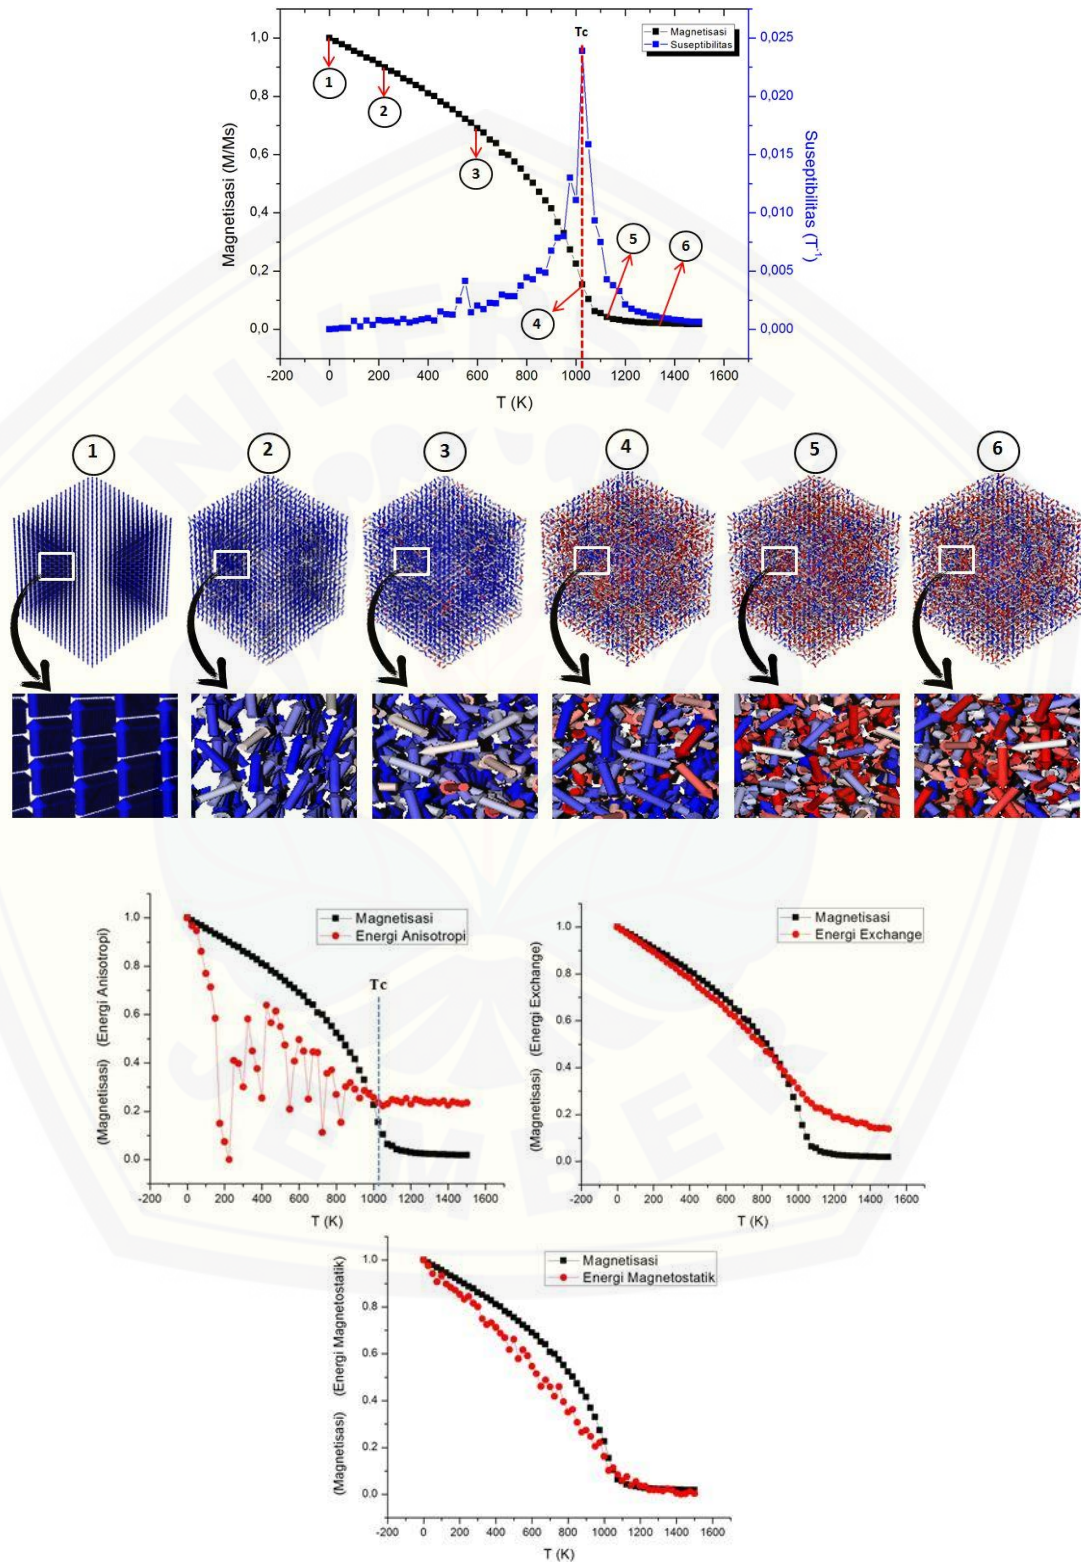 Tc
Magnetisasi
Suseptibilitas
1,0
0,8
0,6
0,4
0,2
0,0
0,025
0,020
0,015
0,010
0,005
0,000
Magnetisasi (M/Ms)
Suseptibilitas (T⁻¹)
1
2
3
4
5
6
-200 0 200 400 600 800 1000 1200 1400 1600
T (K)
UNIVERSITAS
1 2 3 4 5 6
Magnetisasi
Energi Anisotropi
Tc
(Magnetisasi) (Energi Anisotropi)
1.0
0.8
0.6
0.4
0.2
0.0
-200 0 200 400 600 800 1000 1200 1400 1600
T (K)
Magnetisasi
Energi Exchange
(Magnetisasi) (Energi Exchange)
1.0
0.8
0.6
0.4
0.2
0.0
-200 0 200 400 600 800 1000 1200 1400 1600
T (K)
JEMBER
Magnetisasi
Energi Magnetostatik
(Magnetisasi) (Energi Magnetostatik)
1.0
0.8
0.6
0.4
0.2
0.0
-200 0 200 400 600 800 1000 1200 1400 1600
T (K)